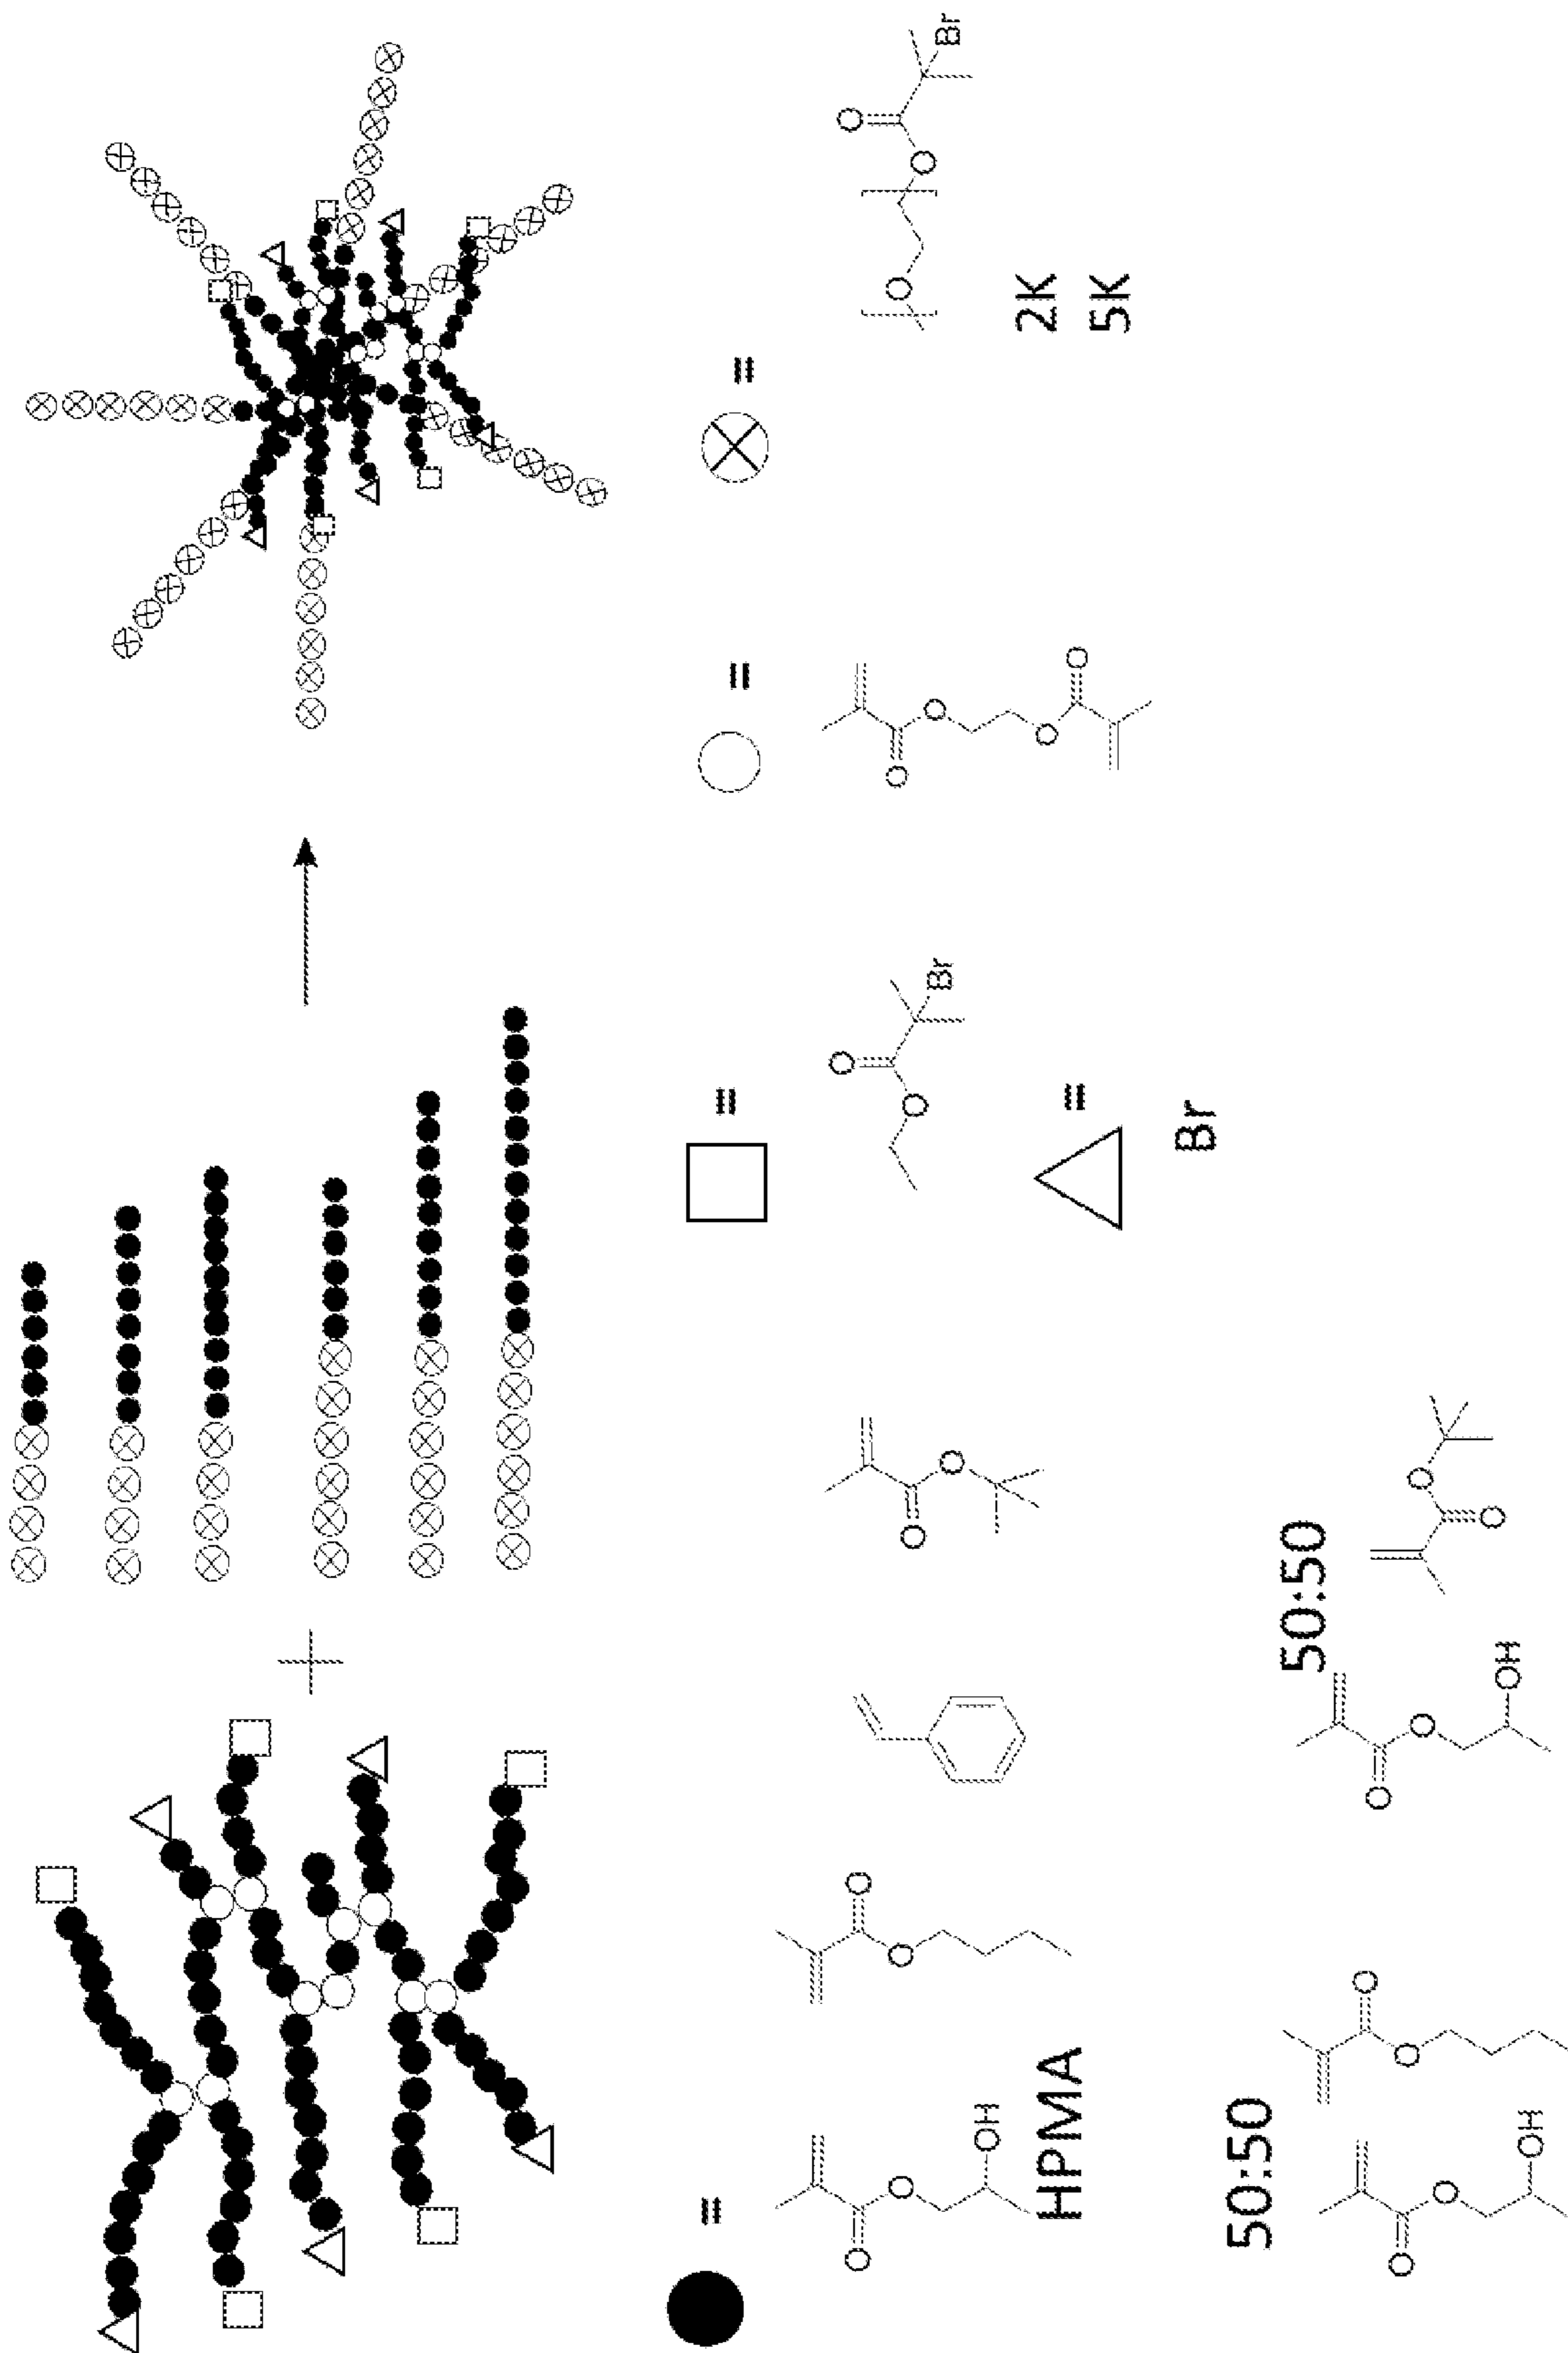 +
= = = =
O O OH
HPMA
O O
O O
O O Br
=
Br
O O O O
O O O Br
2K
5K
50:50
O O OH
O O
50:50
O O OH
O O